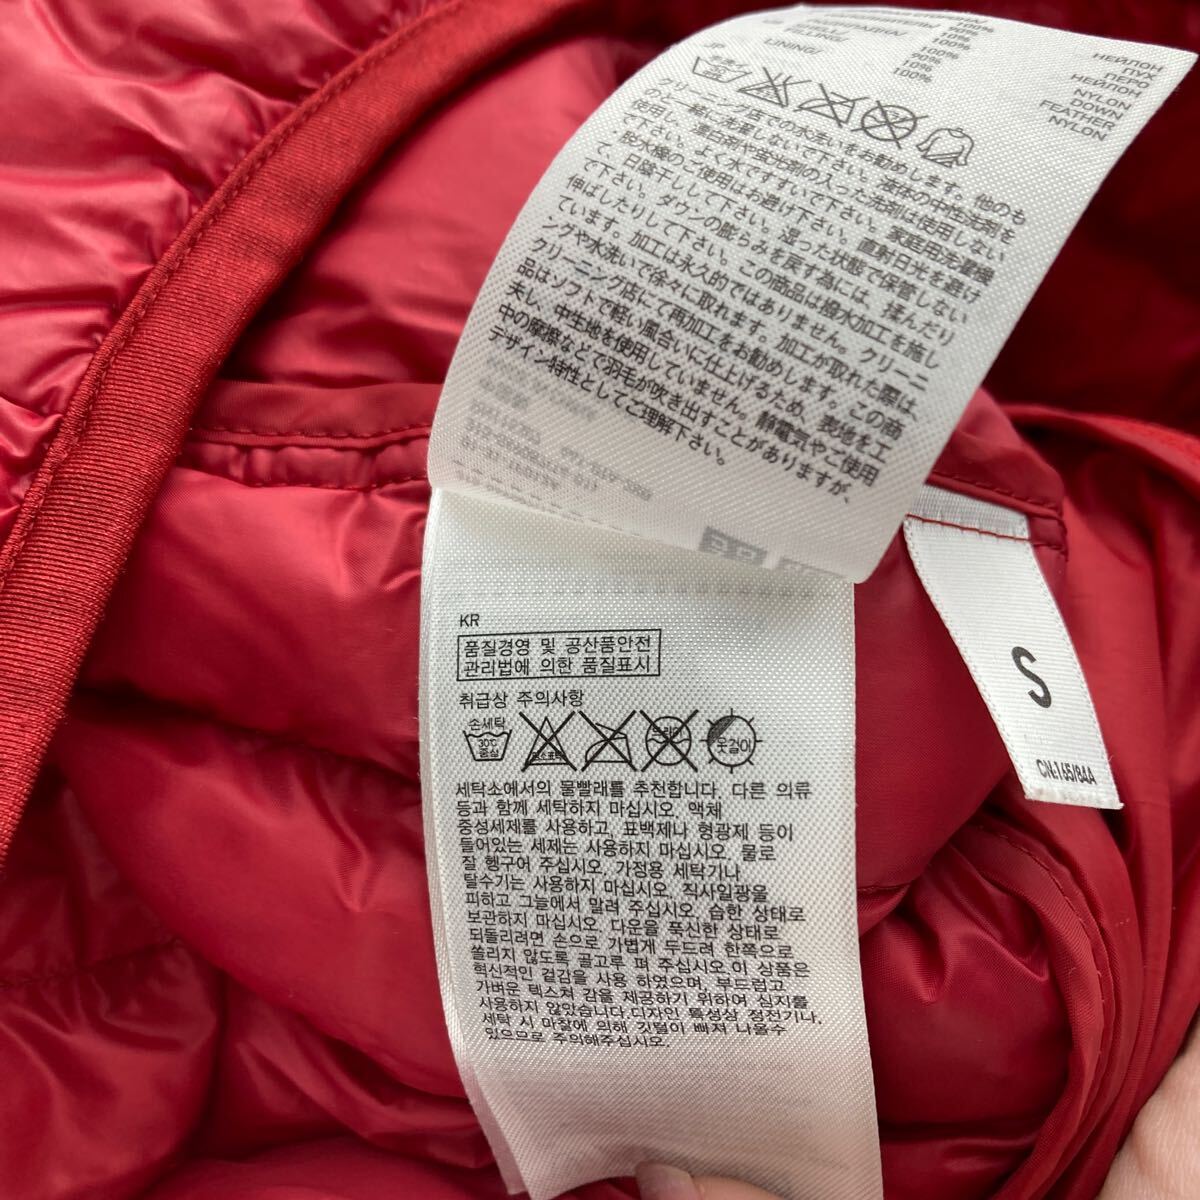 НЕЙЛОН
ПУХ
ПЕРО
НЕЙЛОН
NYLON
DOWN
FEATHER
NYLON
100%
90%
10%
100%
100%
90%
10%
100%
FILLING/
LINING/
JP
クリーニング店での水洗いをお勧めします。他のも
のと一緒に洗濯しないで下さい。液体の中性洗剤を
使用し、漂白剤や蛍光剤の入った洗剤は使用しない
で下さい。よく水ですすいで下さい。家庭用洗濯機
・脱水機のご使用はお避け下さい。直射日光を避け
て、日陰干しして下さい。湿った状態で保管しない
で下さい。ダウンの膨らみを戻す為には、揉んだり
伸ばしたりして下さい。この商品は撥水加工を施し
ています。加工は永久的ではありません。クリーニ
ングや水洗いで徐々に取れます。加工が取れた際は、
クリーニング店にて再加工をお勧めします。この商
品はソフトで軽い風合いに仕上げるため、表地を工
夫し、中生地を使用していません。静電気やご使用
中の摩擦などで羽毛が吹き出すことがありますが、
デザイン特性としてご理解下さい。
KR
품질경영 및 공산품안전
관리법에 의한 품질표시
취급상 주의사항
손세탁
30℃
중성
염소표백
드라이
옷걸이
세탁소에서의 물빨래를 추천합니다. 다른 의류
등과 함께 세탁하지 마십시오. 액체
중성세제를 사용하고, 표백제나 형광제 등이
들어있는 세제는 사용하지 마십시오. 물로
잘 헹구어 주십시오. 가정용 세탁기나
탈수기는 사용하지 마십시오. 직사일광을
피하고 그늘에서 말려 주십시오. 습한 상태로
보관하지 마십시오. 다운을 푹신한 상태로
되돌리려면 손으로 가볍게 두드려 한쪽으로
쏠리지 않도록 골고루 펴 주십시오.이 상품은
혁신적인 겉감을 사용 하였으며, 부드럽고
가벼운 텍스쳐 감을 제공하기 위하여 심지를
사용하지 않았습니다.디자인 특성상 정전기나,
세탁 시 마찰에 의해 깃털이 빠져 나올수
있으므로 주의해주십시오.
S
CN:165/84A